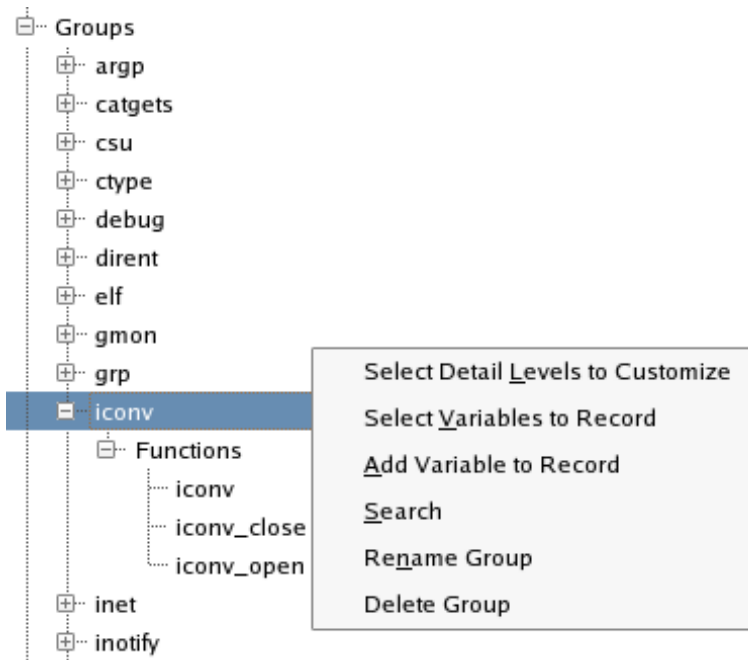 Groups
argp
catgets
csu
ctype
debug
dirent
elf
gmon
grp
iconv
Functions
iconv
iconv_close
iconv_open
inet
inotify
Select Detail Levels to Customize
Select Variables to Record
Add Variable to Record
Search
Rename Group
Delete Group